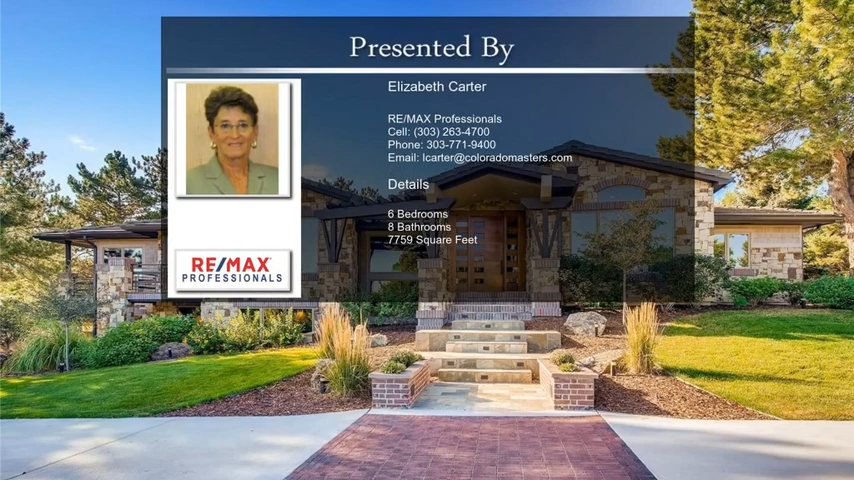 Presented By
Elizabeth Carter
RE/MAX Professionals
Cell: (303) 263-4700
Phone: 303-771-9400
Email: lcarter@coloradomasters.com
Details
6 Bedrooms
8 Bathrooms
7759 Square Feet
RE/MAX
PROFESSIONALS